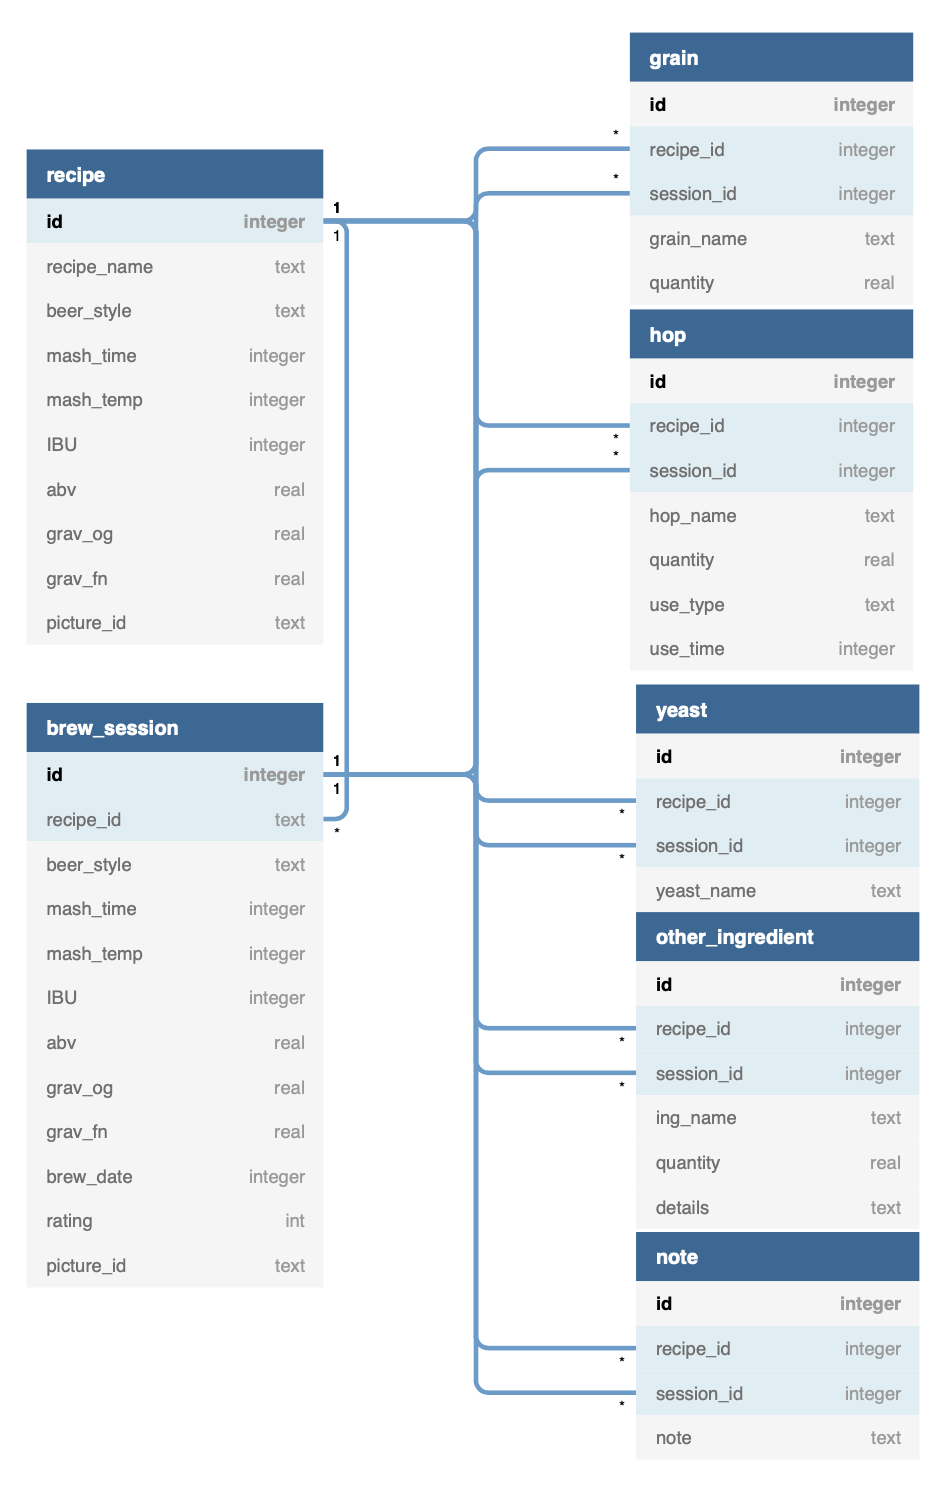 recipe
id integer
recipe_name text
beer_style text
mash_time integer
mash_temp integer
IBU integer
abv real
grav_og real
grav_fn real
picture_id text
1
1
brew_session
id integer
recipe_id text
beer_style text
mash_time integer
mash_temp integer
IBU integer
abv real
grav_og real
grav_fn real
brew_date integer
rating int
picture_id text
1
1
*
grain
id integer
* recipe_id integer
* session_id integer
grain_name text
quantity real
hop
id integer
* recipe_id integer
* session_id integer
hop_name text
quantity real
use_type text
use_time integer
yeast
id integer
* recipe_id integer
* session_id integer
yeast_name text
other_ingredient
id integer
* recipe_id integer
* session_id integer
ing_name text
quantity real
details text
note
id integer
* recipe_id integer
* session_id integer
note text